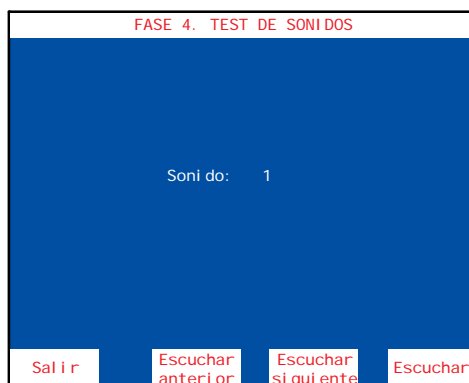 FASE 4. TEST DE SONIDOS
Sonido: 1
Salir
Escuchar anterior
Escuchar siguiente
Escuchar